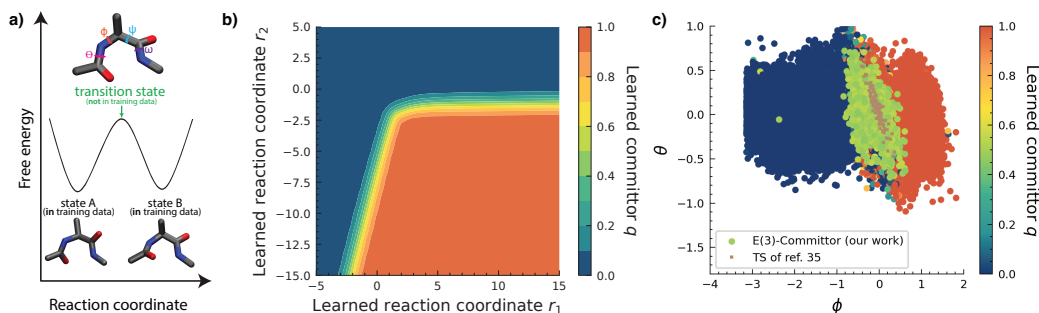 a)
Free energy
ϕ
ψ
Θ
ω
transition state
(not in training data)
state A
(in training data)
state B
(in training data)
Reaction coordinate
b)
Learned reaction coordinate r2
5.0
2.5
0.0
−2.5
−5.0
−7.5
−10.0
−12.5
−15.0
−5
0
5
10
15
Learned reaction coordinate r1
1.0
0.8
0.6
0.4
0.2
0.0
Learned committor q
c)
θ
1.0
0.5
0.0
−0.5
−1.0
−1.5
E(3)-Committor (our work)
TS of ref. 35
−4
−3
−2
−1
0
1
2
ϕ
1.0
0.8
0.6
0.4
0.2
0.0
Learned committor q